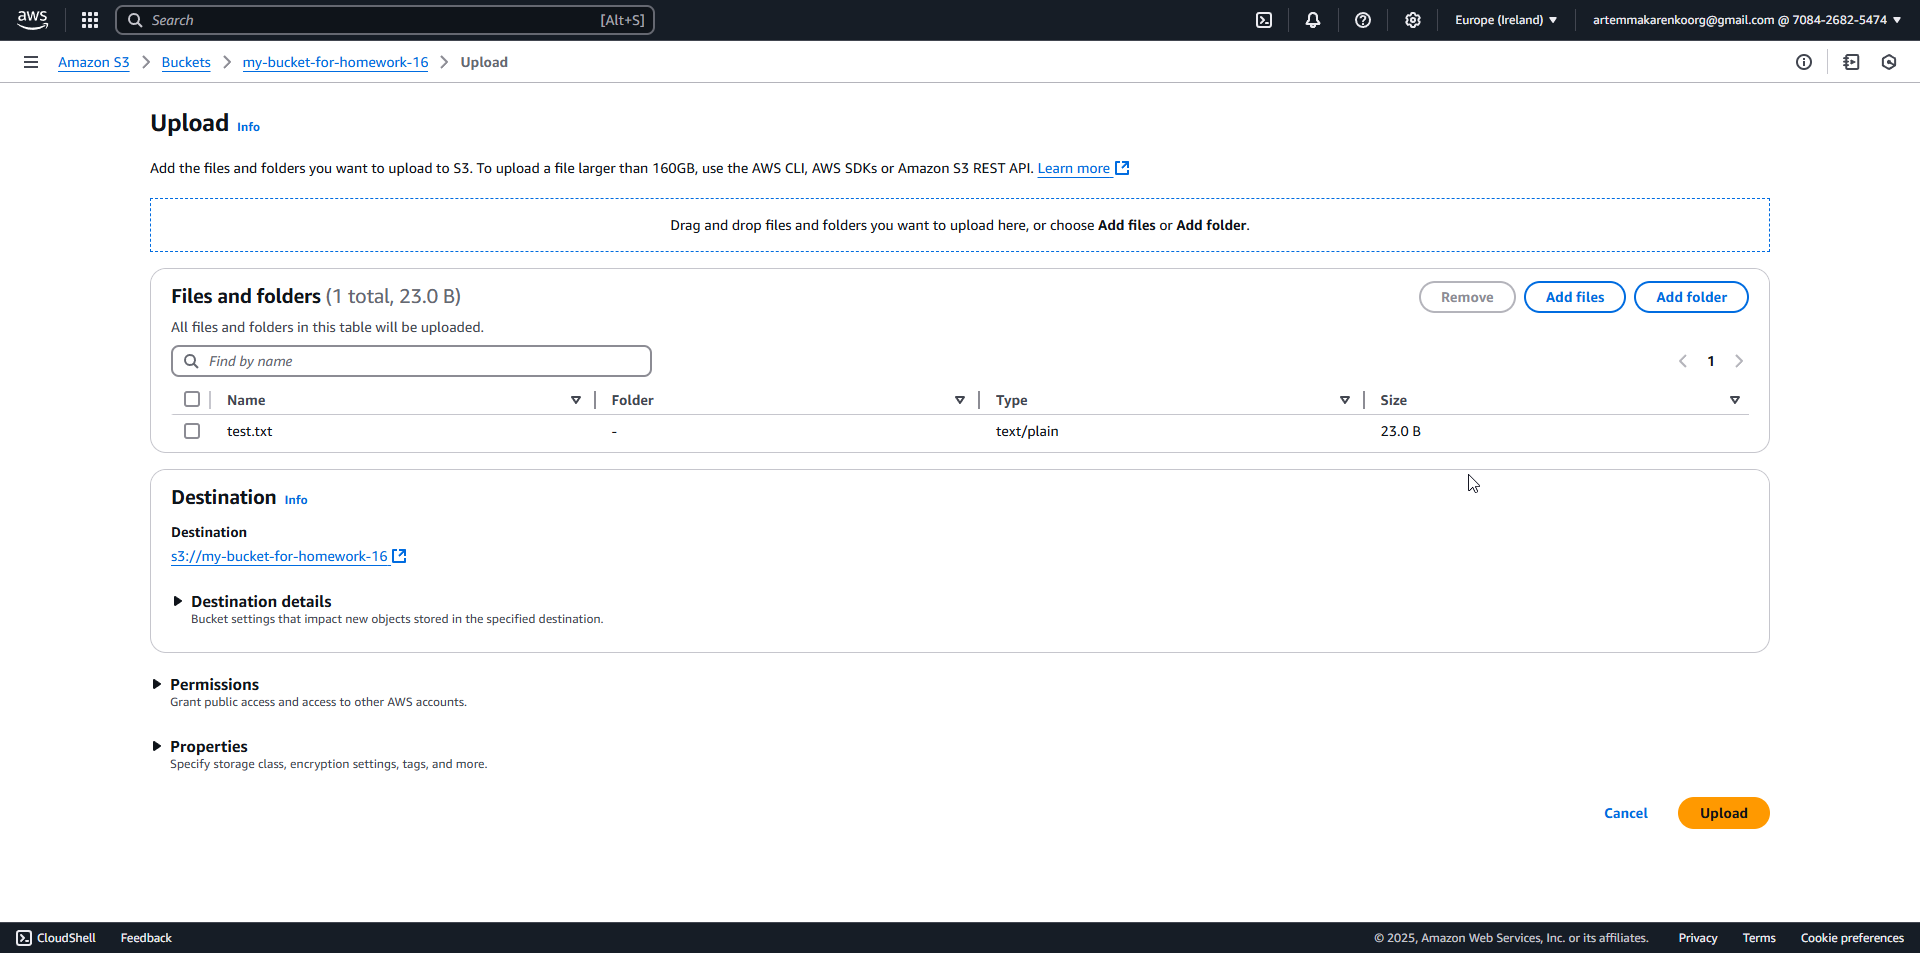 aws
Search [Alt+S]
Europe (Ireland)
artemmakarenkoorg@gmail.com @ 7084-2682-5474
Amazon S3 > Buckets > my-bucket-for-homework-16 > Upload
Upload Info
Add the files and folders you want to upload to S3. To upload a file larger than 160GB, use the AWS CLI, AWS SDKs or Amazon S3 REST API. Learn more
Drag and drop files and folders you want to upload here, or choose Add files or Add folder.
Files and folders (1 total, 23.0 B)
Remove
Add files
Add folder
All files and folders in this table will be uploaded.
Find by name
1
Name Folder Type Size
test.txt - text/plain 23.0 B
Destination Info
Destination
s3://my-bucket-for-homework-16
Destination details
Bucket settings that impact new objects stored in the specified destination.
Permissions
Grant public access and access to other AWS accounts.
Properties
Specify storage class, encryption settings, tags, and more.
Cancel
Upload
CloudShell
Feedback
© 2025, Amazon Web Services, Inc. or its affiliates.
Privacy
Terms
Cookie preferences